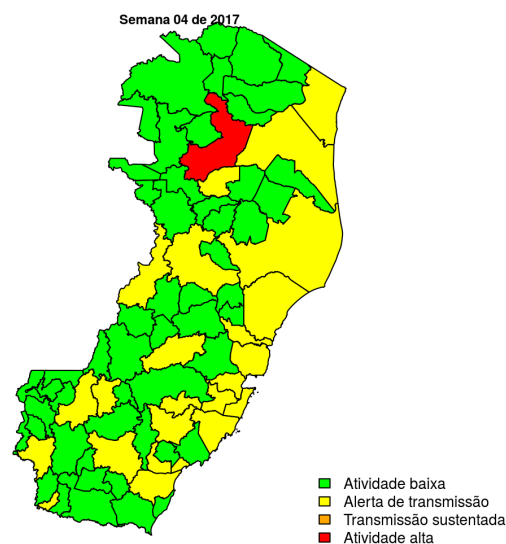 Semana 04 de 2017
Atividade baixa
Alerta de transmissão
Transmissão sustentada
Atividade alta